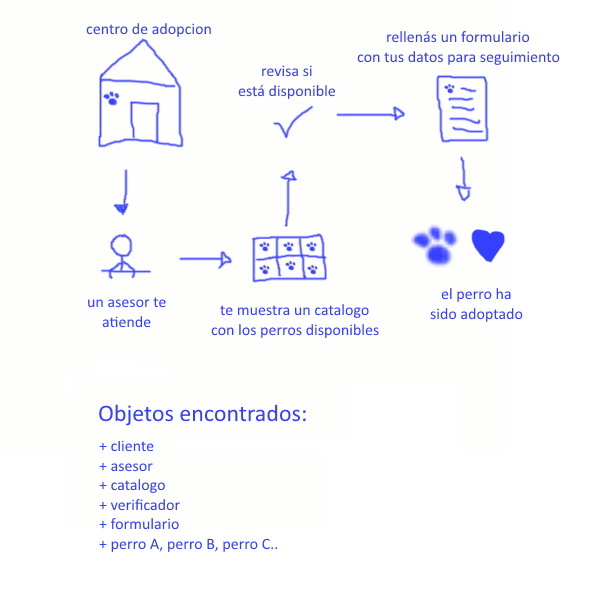 centro de adopcion
un asesor te
atiende
te muestra un catalogo
con los perros disponibles
revisa si
está disponible
rellenás un formulario
con tus datos para seguimiento
el perro ha
sido adoptado
Objetos encontrados:
+ cliente
+ asesor
+ catalogo
+ verificador
+ formulario
+ perro A, perro B, perro C..